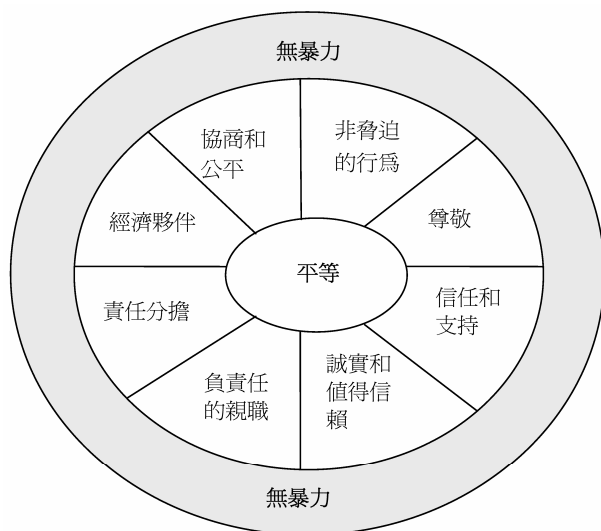 無暴力
協商和
公平
非脅迫
的行為
經濟夥伴
尊敬
平等
責任分擔
信任和
支持
負責任
的親職
誠實和
值得信
賴
無暴力